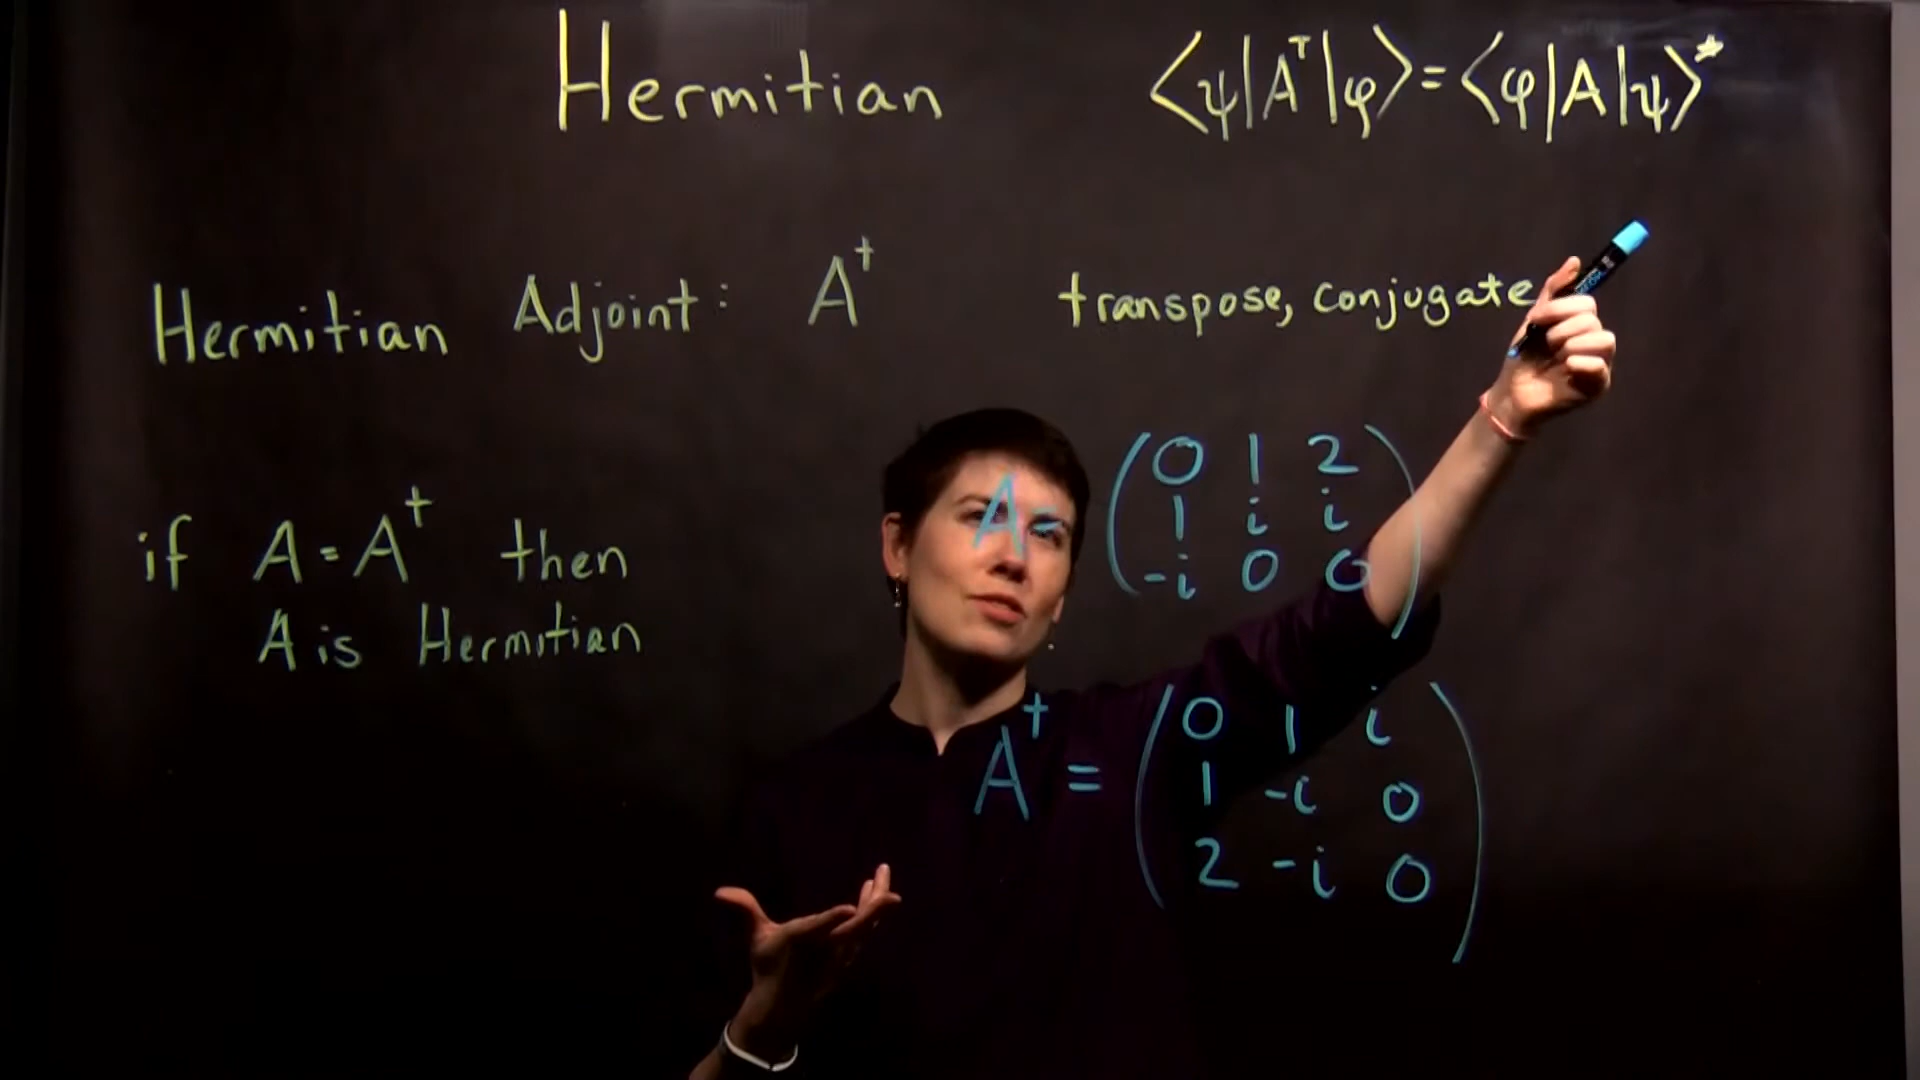 Hermitian
⟨ψ|A†|φ⟩=⟨φ|A|ψ⟩*
Hermitian Adjoint: A†
transpose, conjugate
if A=A† then
A is Hermitian
A=
0 1 2
1 i i
-i 0 0
A† =
0 1 i
1 -i 0
2 -i 0